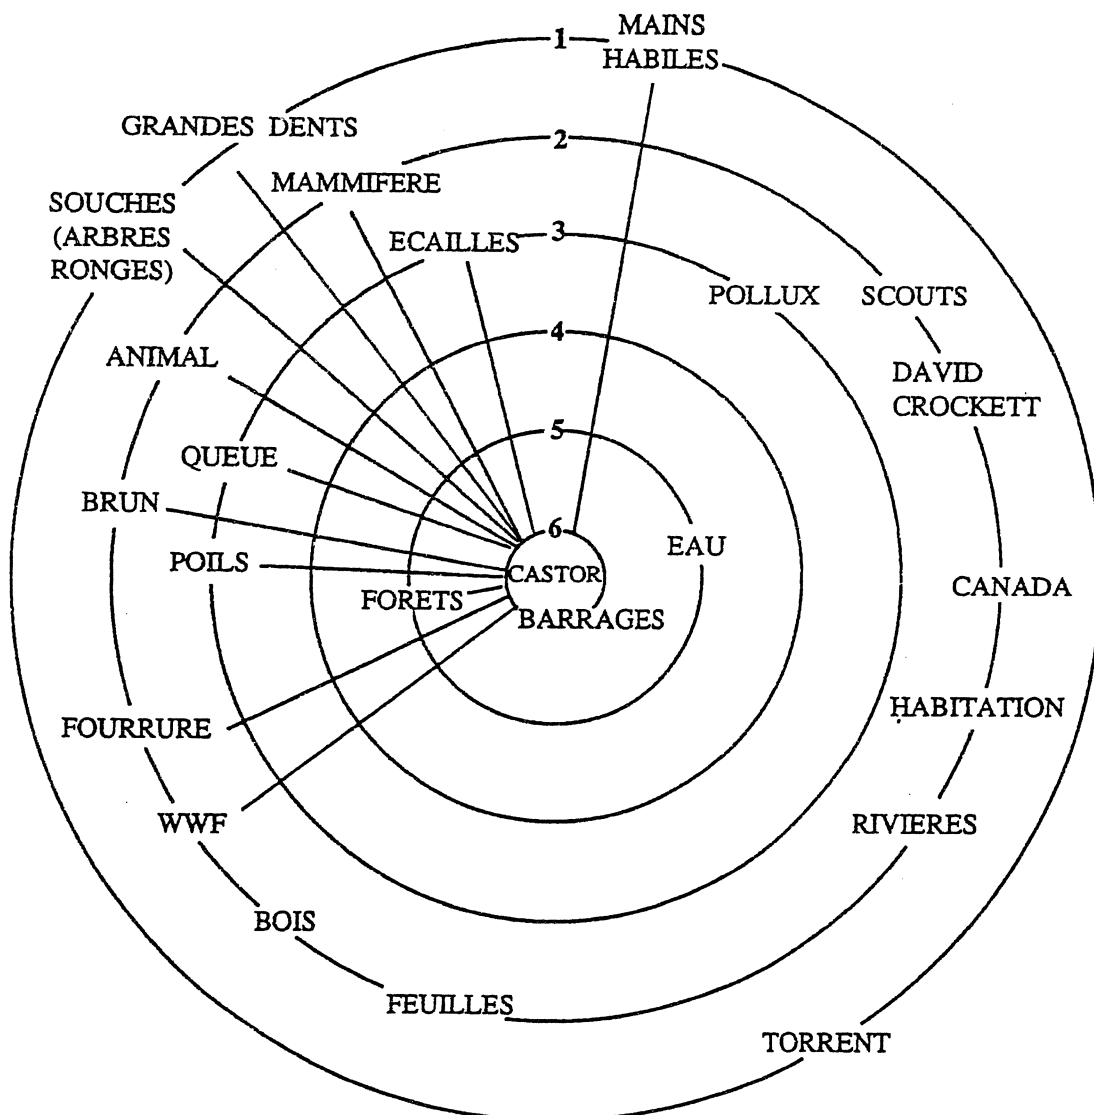 1
MAINS
HABILES
GRANDES DENTS
2
MAMMIFERE
SOUCHES
(ARBRES
RONGES)
3
ECAILLES
POLLUX
SCOUTS
4
ANIMAL
DAVID
CROCKETT
5
QUEUE
BRUN
6
EAU
POILS
CASTOR
CANADA
FORETS
BARRAGES
HABITATION
FOURRURE
WWF
RIVIERES
BOIS
FEUILLES
TORRENT